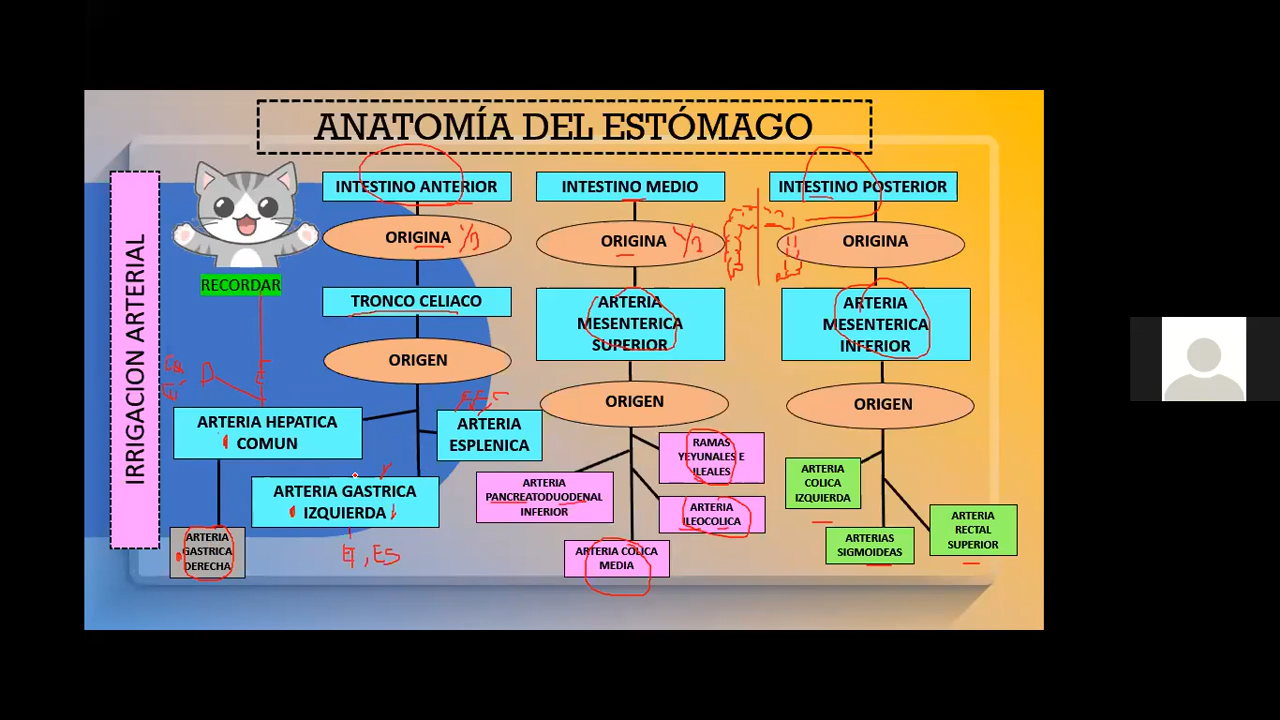 ANATOMÍA DEL ESTÓMAGO
IRRIGACION ARTERIAL
RECORDAR
INTESTINO ANTERIOR
ORIGINA
TRONCO CELIACO
ORIGEN
ARTERIA HEPATICA
COMUN
ARTERIA
ESPLENICA
ARTERIA GASTRICA
IZQUIERDA
ARTERIA
GASTRICA
DERECHA
INTESTINO MEDIO
ORIGINA
ARTERIA
MESENTERICA
SUPERIOR
ORIGEN
RAMAS
YEYUNALES E
ILEALES
ARTERIA
PANCREATODUODENAL
INFERIOR
ARTERIA
ILEOCOLICA
ARTERIA COLICA
MEDIA
INTESTINO POSTERIOR
ORIGINA
ARTERIA
MESENTERICA
INFERIOR
ORIGEN
ARTERIA
COLICA
IZQUIERDA
ARTERIAS
SIGMOIDEAS
ARTERIA
RECTAL
SUPERIOR